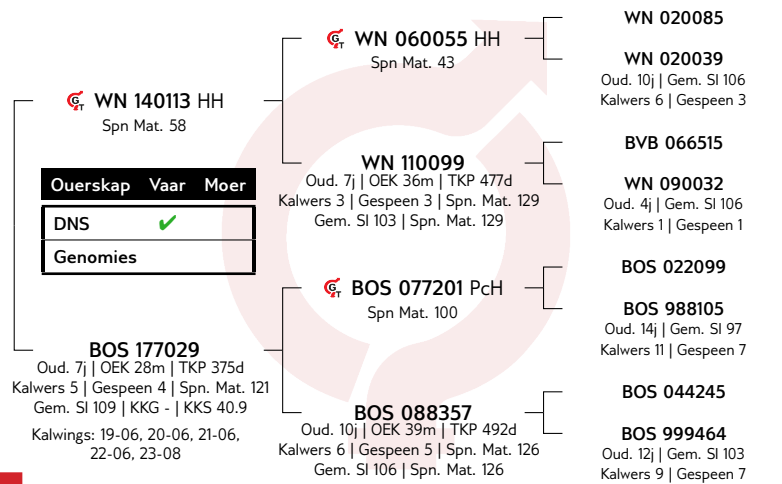 WN 140113 HH
Spn Mat. 58
Ouerskap Vaar Moer
DNS ✔
Genomies
BOS 177029
Oud. 7j | OEK 28m | TKP 375d
Kalwers 5 | Gespeen 4 | Spn. Mat. 121
Gem. SI 109 | KKG - | KKS 40.9
Kalwings: 19-06, 20-06, 21-06,
22-06, 23-08
GT WN 060055 HH
Spn Mat. 43
WN 110099
Oud. 7j | OEK 36m | TKP 477d
Kalwers 3 | Gespeen 3 | Spn. Mat. 129
Gem. SI 103 | Spn. Mat. 129
GT BOS 077201 PcH
Spn Mat. 100
BOS 088357
Oud. 10j | OEK 39m | TKP 492d
Kalwers 6 | Gespeen 5 | Spn. Mat. 126
Gem. SI 106 | Spn. Mat. 126
WN 020085
WN 020039
Oud. 10j | Gem. SI 106
Kalwers 6 | Gespeen 3
BVB 066515
WN 090032
Oud. 4j | Gem. SI 106
Kalwers 1 | Gespeen 1
BOS 022099
BOS 988105
Oud. 14j | Gem. SI 97
Kalwers 11 | Gespeen 7
BOS 044245
BOS 999464
Oud. 12j | Gem. SI 103
Kalwers 9 | Gespeen 7